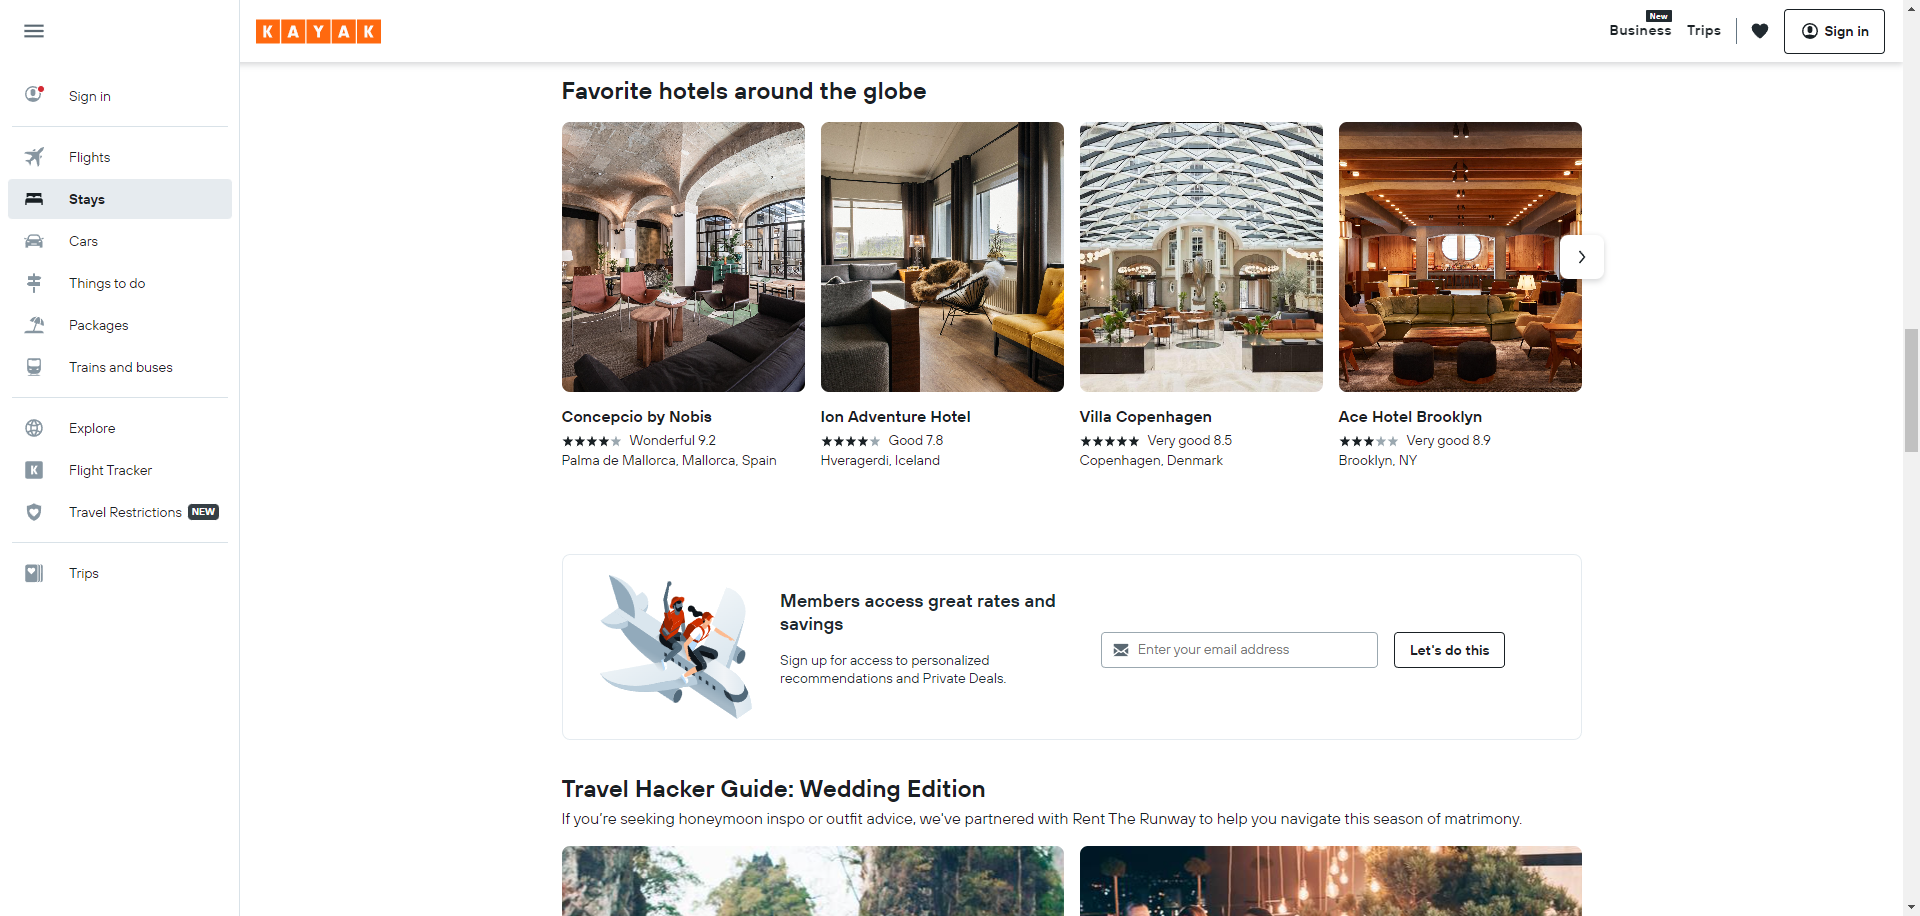 KAYAK
New
Business
Trips
Sign in
Sign in
Flights
Stays
Cars
Things to do
Packages
Trains and buses
Explore
K
Flight Tracker
Travel Restrictions NEW
Trips
Favorite hotels around the globe
Concepcio by Nobis
Wonderful 9.2
Palma de Mallorca, Mallorca, Spain
Ion Adventure Hotel
Good 7.8
Hveragerdi, Iceland
Villa Copenhagen
Very good 8.5
Copenhagen, Denmark
Ace Hotel Brooklyn
Very good 8.9
Brooklyn, NY
Members access great rates and
savings
Sign up for access to personalized
recommendations and Private Deals.
Enter your email address
Let's do this
Travel Hacker Guide: Wedding Edition
If you're seeking honeymoon inspo or outfit advice, we've partnered with Rent The Runway to help you navigate this season of matrimony.